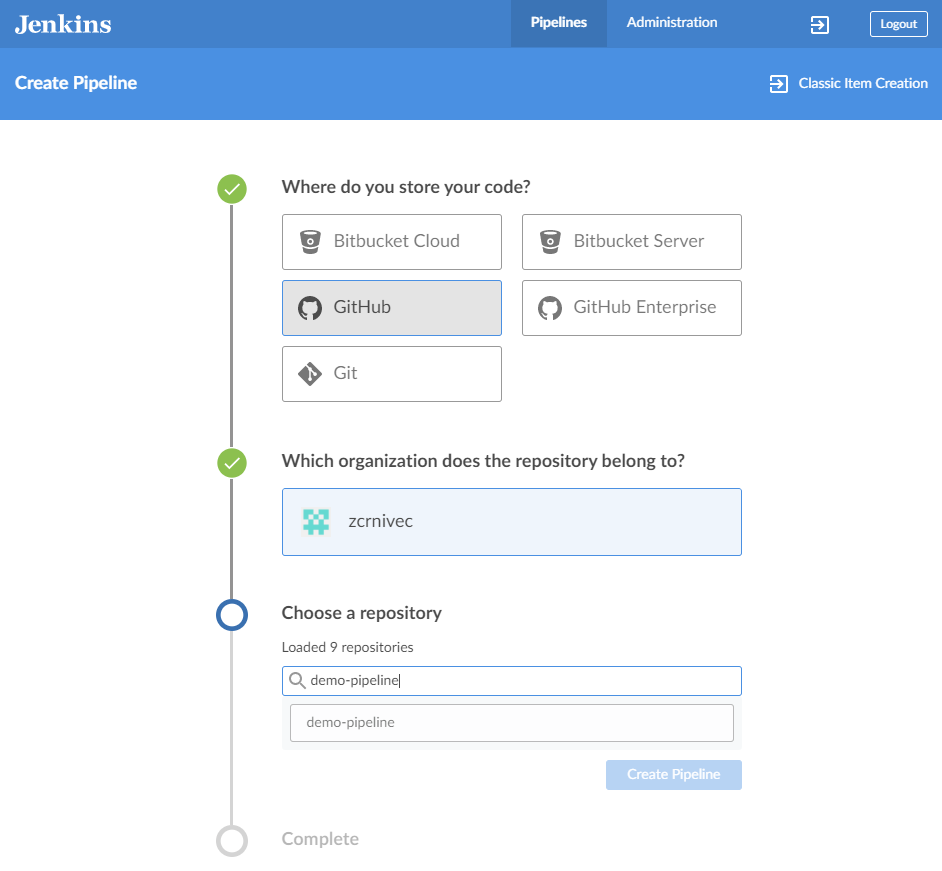 Jenkins
Pipelines
Administration
Logout
Create Pipeline
Classic Item Creation
Where do you store your code?
Bitbucket Cloud
Bitbucket Server
GitHub
GitHub Enterprise
Git
Which organization does the repository belong to?
zcrnivec
Choose a repository
Loaded 9 repositories
demo-pipeline
demo-pipeline
Create Pipeline
Complete